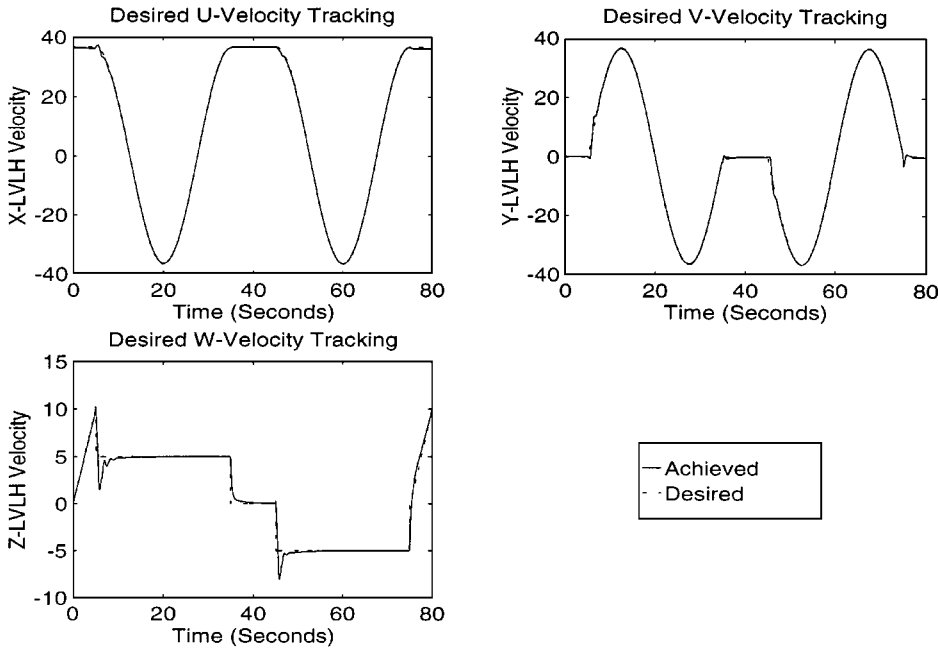 Desired U-Velocity Tracking
40
20
0
-20
-40
X-LVLH Velocity
0 20 40 60 80
Time (Seconds)
Desired V-Velocity Tracking
40
20
0
-20
-40
Y-LVLH Velocity
0 20 40 60 80
Time (Seconds)
Desired W-Velocity Tracking
15
10
5
0
-5
-10
Z-LVLH Velocity
0 20 40 60 80
Time (Seconds)
Achieved
Desired